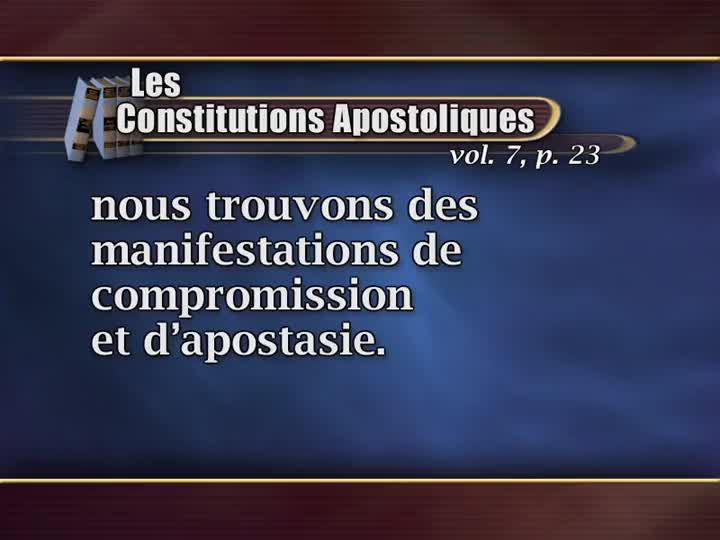 Les
Constitutions Apostoliques
vol. 7, p. 23
nous trouvons des
manifestations de
compromission
et d'apostasie.